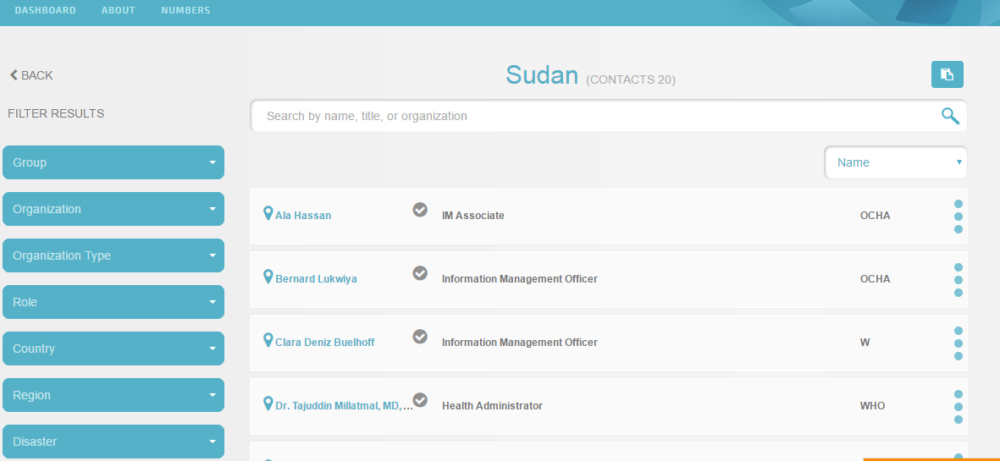 DASHBOARD ABOUT NUMBERS
BACK
Sudan (CONTACTS 20)
FILTER RESULTS
Search by name, title, or organization
Group
Name
Organization
Ala Hassan IM Associate OCHA
Organization Type
Bernard Lukwiya Information Management Officer OCHA
Role
Country
Clara Deniz Buelhoff Information Management Officer W
Region
Dr. Tajuddin Millatmal, MD, ... Health Administrator WHO
Disaster